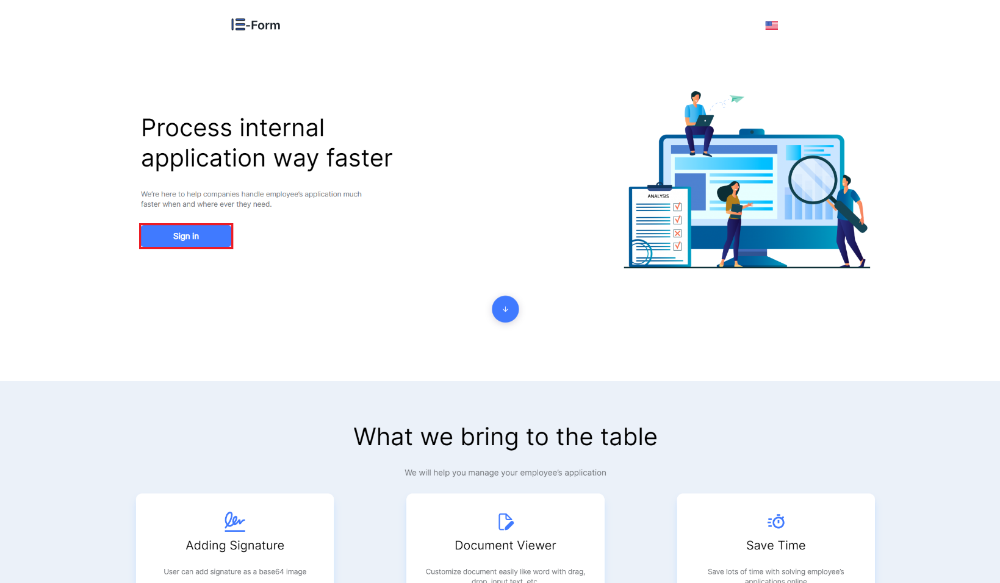 E-Form
Process internal
application way faster
We're here to help companies handle employee's application much
faster when and where ever they need.
Sign in
ANALYSIS
What we bring to the table
We will help you manage your employee's application
Adding Signature
User can add signature as a base64 image
Document Viewer
Customize document easily like word with drag,
drop, input text, etc
Save Time
Save lots of time with solving employee's
applications online